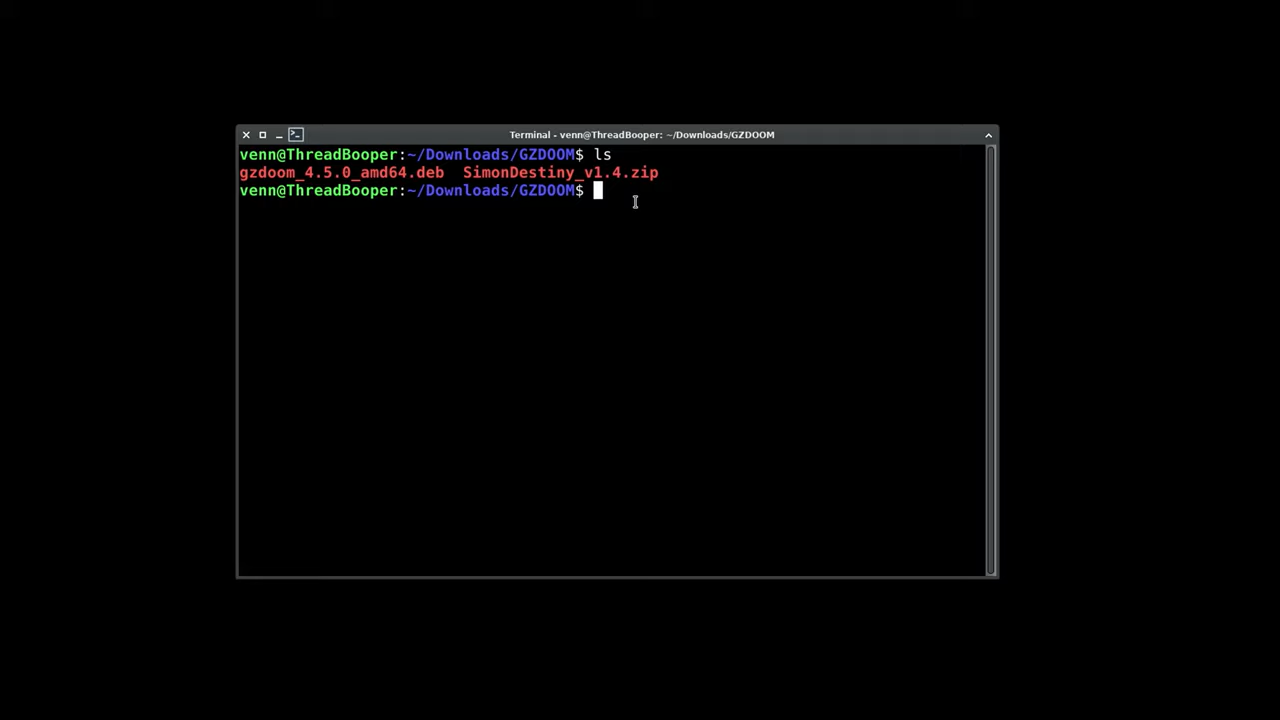 Terminal - venn@ThreadBooper: ~/Downloads/GZDOOM
venn@ThreadBooper:~/Downloads/GZDOOM$ ls
gzdoom_4.5.0_amd64.deb  SimonDestiny_v1.4.zip
venn@ThreadBooper:~/Downloads/GZDOOM$